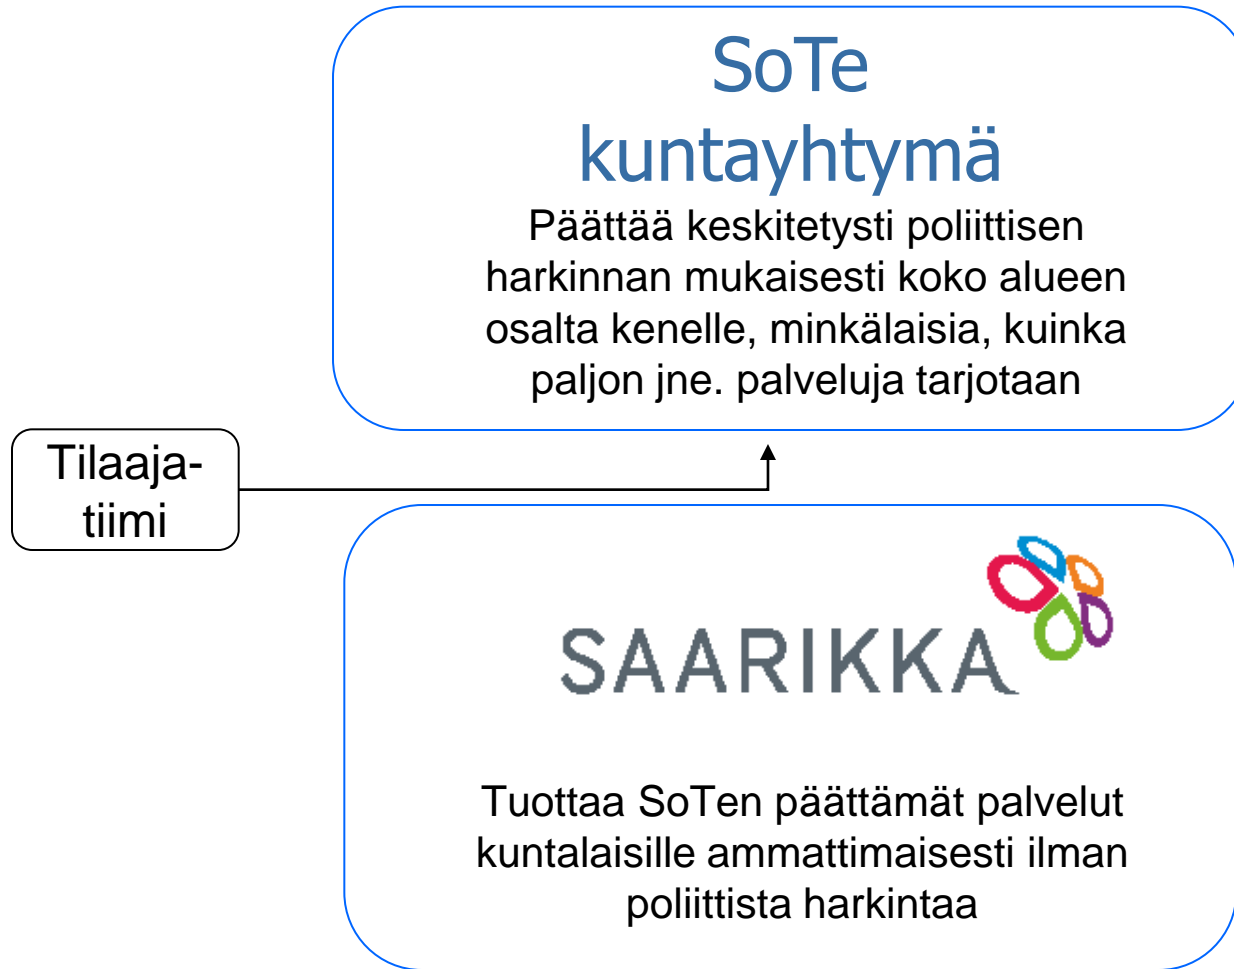 SoTe
kuntayhtymä
Päättää keskitetysti poliittisen
harkinnan mukaisesti koko alueen
osalta kenelle, minkälaisia, kuinka
paljon jne. palveluja tarjotaan
Tilaaja-
tiimi
SAARIKKA
Tuottaa SoTen päättämät palvelut
kuntalaisille ammattimaisesti ilman
poliittista harkintaa